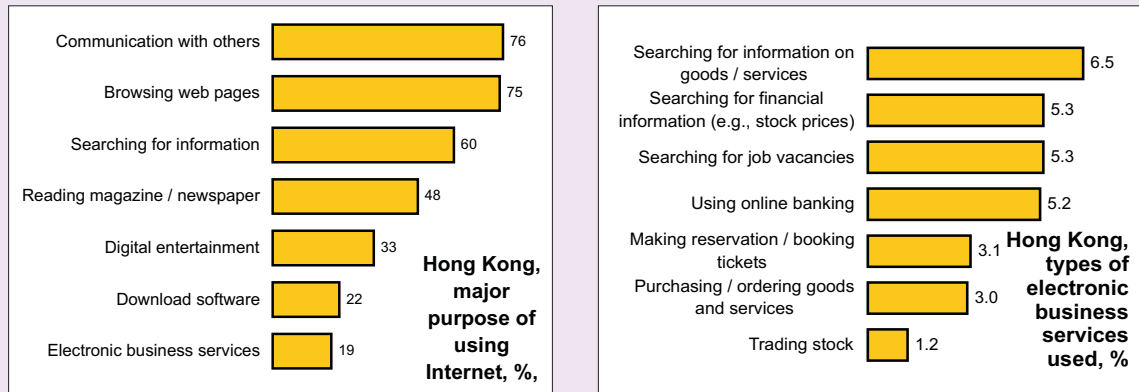 Communication with others
76
Browsing web pages
75
Searching for information
60
Reading magazine / newspaper
48
Digital entertainment
33
Download software
22
Electronic business services
19
Hong Kong,
major
purpose of
using
Internet, %,
Searching for information on
goods / services
6.5
Searching for financial
information (e.g., stock prices)
5.3
Searching for job vacancies
5.3
Using online banking
5.2
Making reservation / booking
tickets
3.1
Purchasing / ordering goods
and services
3.0
Trading stock
1.2
Hong Kong,
types of
electronic
business
services
used, %